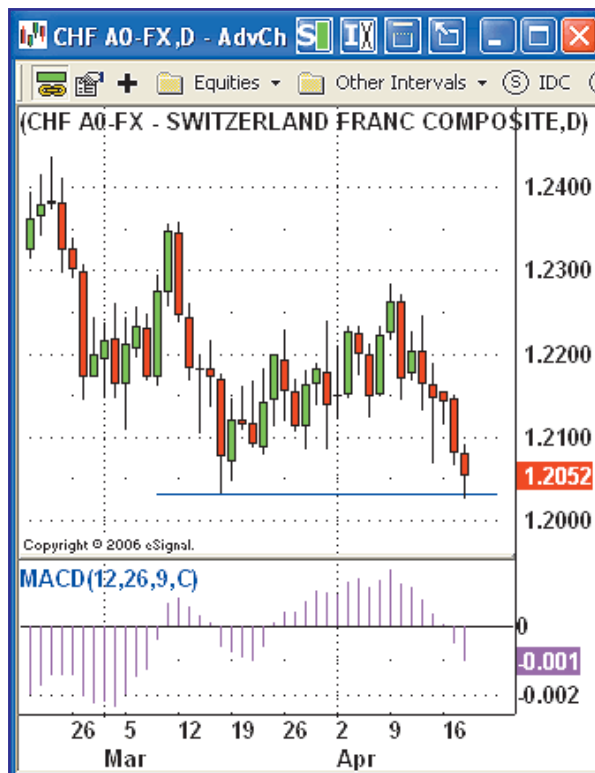 CHF A0-FX,D - AdvCh
Equities Other Intervals S IDC
(CHF A0-FX - SWITZERLAND FRANC COMPOSITE,D)
1.2400
1.2300
1.2200
1.2100
1.2052
1.2000
Copyright © 2006 eSignal.
MACD(12,26,9,C)
0
-0.001
-0.002
26 5 12 19 26 2 9 16
Mar Apr